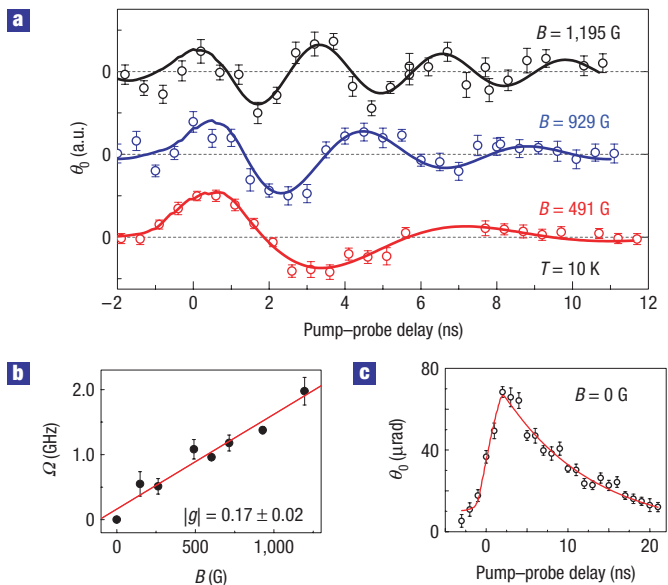 a
B = 1,195 G
0
B = 929 G
0
θ0 (a.u.)
B = 491 G
0
T = 10 K
−2 0 2 4 6 8 10 12
Pump–probe delay (ns)
b
2.0
1.0
0
Ω (GHz)
|g| = 0.17 ± 0.02
0 500 1,000
B (G)
c
80
40
0
θ0 (μrad)
B = 0 G
0 10 20
Pump–probe delay (ns)